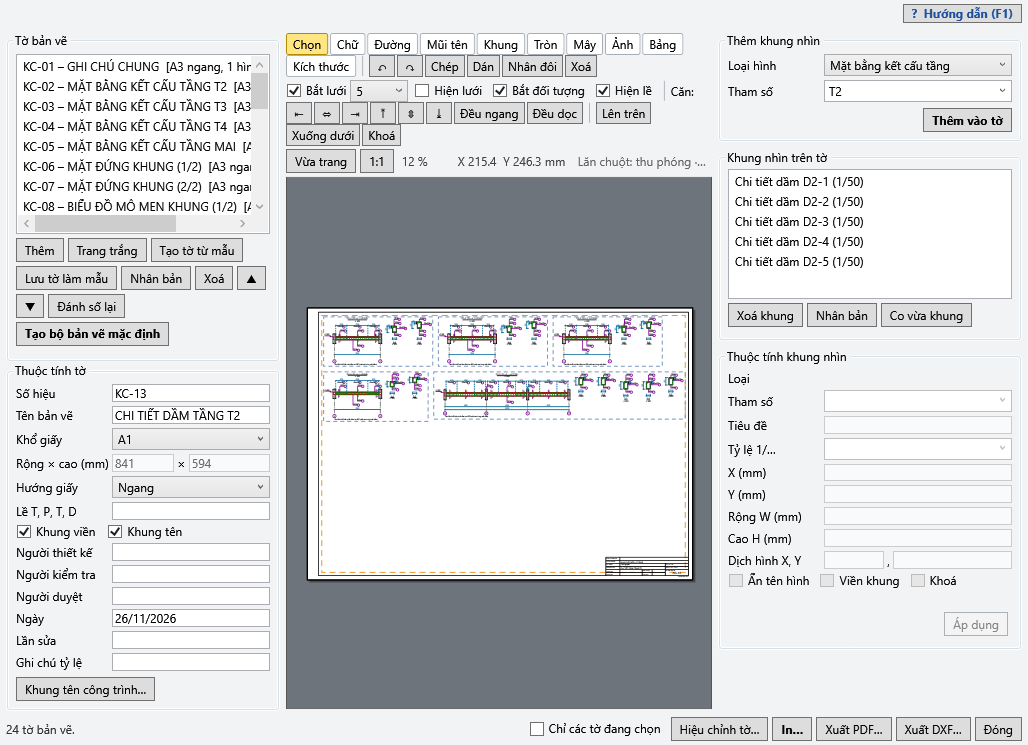 ? Hướng dẫn (F1)
Tờ bản vẽ
KC-01 – GHI CHÚ CHUNG [A3 ngang, 1 hìn
KC-02 – MẶT BẰNG KẾT CẤU TẦNG T2 [A3
KC-03 – MẶT BẰNG KẾT CẤU TẦNG T3 [A3
KC-04 – MẶT BẰNG KẾT CẤU TẦNG T4 [A3
KC-05 – MẶT BẰNG KẾT CẤU TẦNG MAI [A
KC-06 – MẶT ĐỨNG KHUNG (1/2) [A3 ngan
KC-07 – MẶT ĐỨNG KHUNG (2/2) [A3 ngan
KC-08 – BIỂU ĐỒ MÔ MEN KHUNG (1/2) [A
Thêm
Trang trắng
Tạo tờ từ mẫu
Lưu tờ làm mẫu
Nhân bản
Xoá
▲
▼
Đánh số lại
Tạo bộ bản vẽ mặc định
Thuộc tính tờ
Số hiệu KC-13
Tên bản vẽ CHI TIẾT DẦM TẦNG T2
Khổ giấy A1
Rộng × cao (mm) 841 × 594
Hướng giấy Ngang
Lề T, P, T, D
Khung viền Khung tên
Người thiết kế
Người kiểm tra
Người duyệt
Ngày 26/11/2026
Lần sửa
Ghi chú tỷ lệ
Khung tên công trình...
24 tờ bản vẽ.
Chọn Chữ Đường Mũi tên Khung Tròn Mây Ảnh Bảng
Kích thước ↶ ↷ Chép Dán Nhân đôi Xoá
Bắt lưới 5 Hiện lưới Bắt đối tượng Hiện lề Căn:
⇤ ⇔ ⇥ ⤒ ⇕ ⤓ Đều ngang Đều dọc Lên trên
Xuống dưới Khoá
Vừa trang 1:1 12 % X 215.4 Y 246.3 mm Lăn chuột: thu phóng ·...
Thêm khung nhìn
Loại hình Mặt bằng kết cấu tầng
Tham số T2
Thêm vào tờ
Khung nhìn trên tờ
Chi tiết dầm D2-1 (1/50)
Chi tiết dầm D2-2 (1/50)
Chi tiết dầm D2-3 (1/50)
Chi tiết dầm D2-4 (1/50)
Chi tiết dầm D2-5 (1/50)
Xoá khung Nhân bản Co vừa khung
Thuộc tính khung nhìn
Loại
Tham số
Tiêu đề
Tỷ lệ 1/...
X (mm)
Y (mm)
Rộng W (mm)
Cao H (mm)
Dịch hình X, Y ,
Ẩn tên hình Viền khung Khoá
Áp dụng
Chỉ các tờ đang chọn Hiệu chỉnh tờ... In... Xuất PDF... Xuất DXF... Đóng